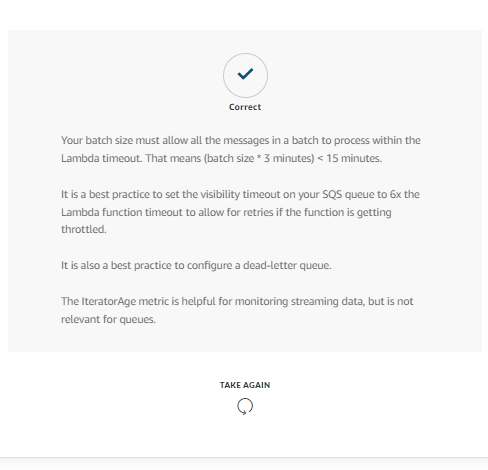 Correct
Your batch size must allow all the messages in a batch to process within the
Lambda timeout. That means (batch size * 3 minutes) < 15 minutes.
It is a best practice to set the visibility timeout on your SQS queue to 6x the
Lambda function timeout to allow for retries if the function is getting
throttled.
It is also a best practice to configure a dead-letter queue.
The IteratorAge metric is helpful for monitoring streaming data, but is not
relevant for queues.
TAKE AGAIN